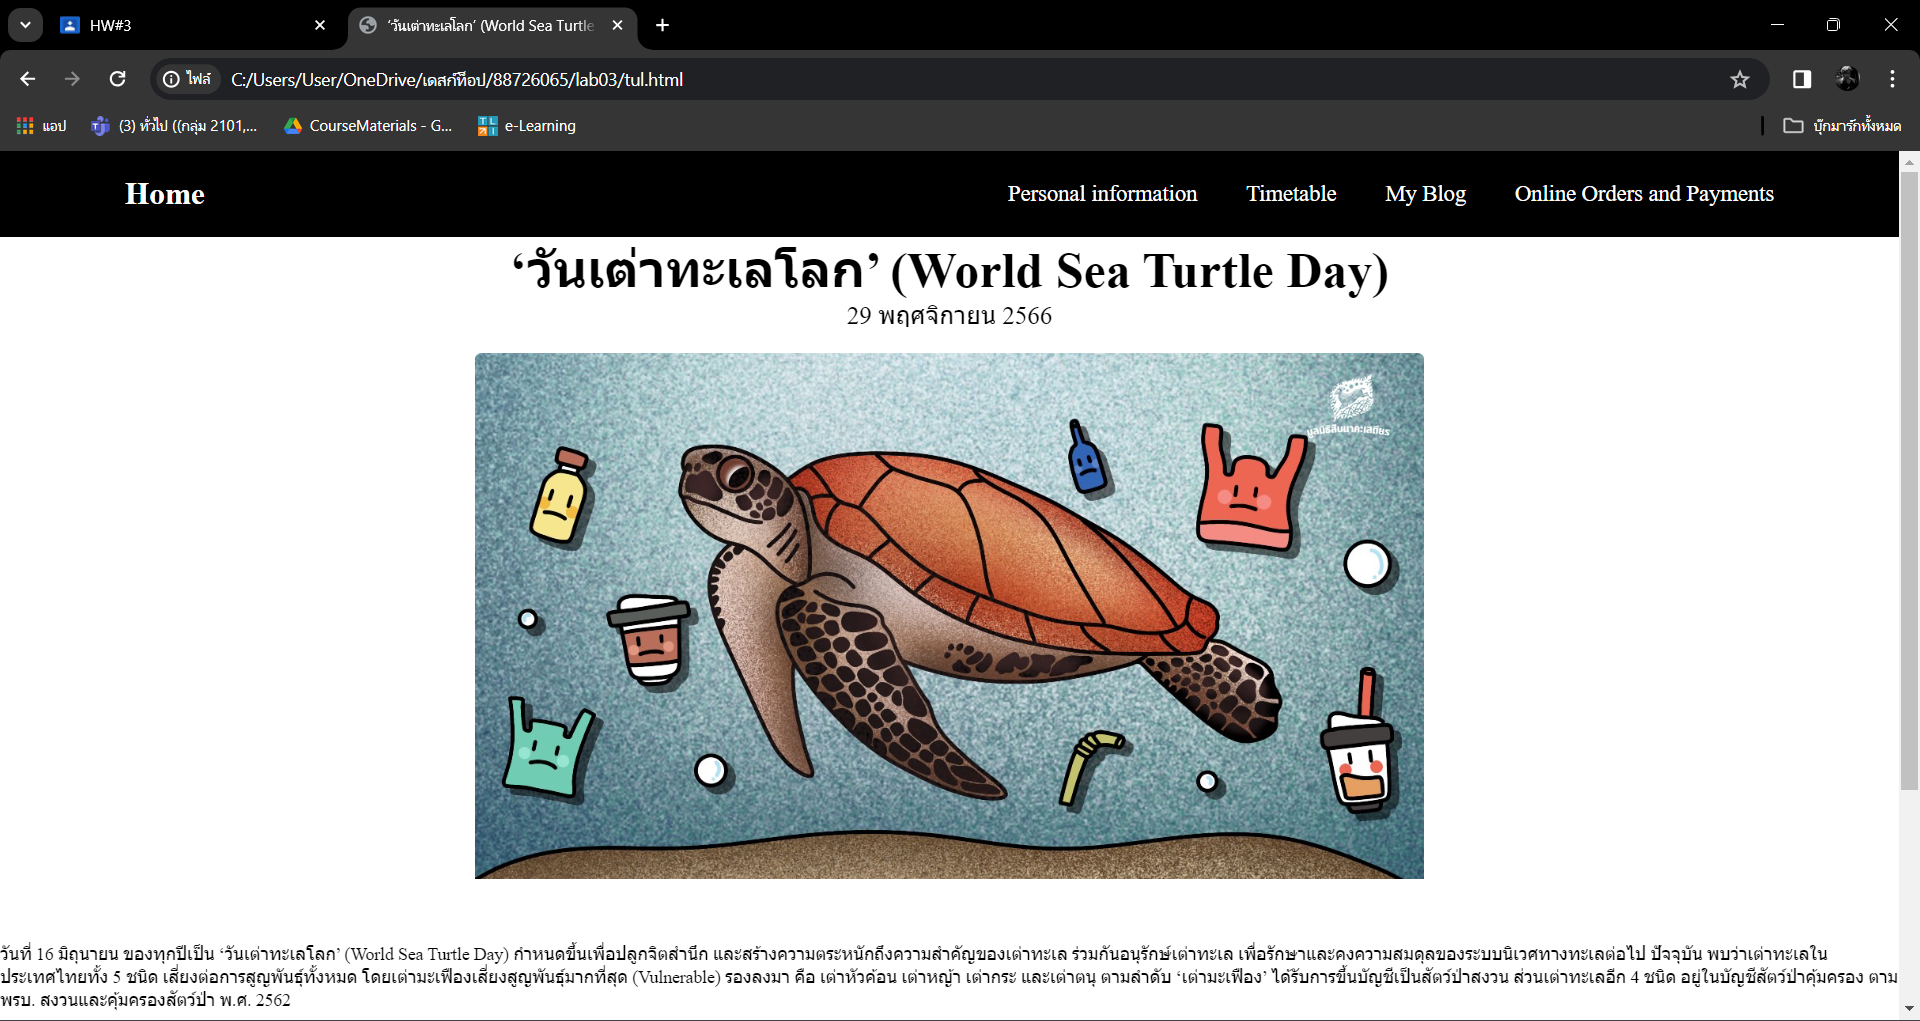 HW#3
‘วันเต่าทะเลโลก’ (World Sea Turtle
ไฟล์ C:/Users/User/OneDrive/เดสก์ท็อป/88726065/lab03/tul.html
แอป (3) ทั่วไป ((กลุ่ม 2101,... CourseMaterials - G... e-Learning บุ๊กมาร์กทั้งหมด
Home Personal information Timetable My Blog Online Orders and Payments
‘วันเต่าทะเลโลก’ (World Sea Turtle Day)
29 พฤศจิกายน 2566
มูลนิธิสืบนาคะเสถียร
วันที่ 16 มิถุนายน ของทุกปีเป็น ‘วันเต่าทะเลโลก’ (World Sea Turtle Day) กำหนดขึ้นเพื่อปลูกจิตสำนึก และสร้างความตระหนักถึงความสำคัญของเต่าทะเล ร่วมกันอนุรักษ์เต่าทะเล เพื่อรักษาและคงความสมดุลของระบบนิเวศทางทะเลต่อไป ปัจจุบัน พบว่าเต่าทะเลใน
ประเทศไทยทั้ง 5 ชนิด เสี่ยงต่อการสูญพันธุ์ทั้งหมด โดยเต่ามะเฟืองเสี่ยงสูญพันธุ์มากที่สุด (Vulnerable) รองลงมา คือ เต่าหัวค้อน เต่าหญ้า เต่ากระ และเต่าตนุ ตามลำดับ ‘เต่ามะเฟือง’ ได้รับการขึ้นบัญชีเป็นสัตว์ป่าสงวน ส่วนเต่าทะเลอีก 4 ชนิด อยู่ในบัญชีสัตว์ป่าคุ้มครอง ตาม
พรบ. สงวนและคุ้มครองสัตว์ป่า พ.ศ. 2562